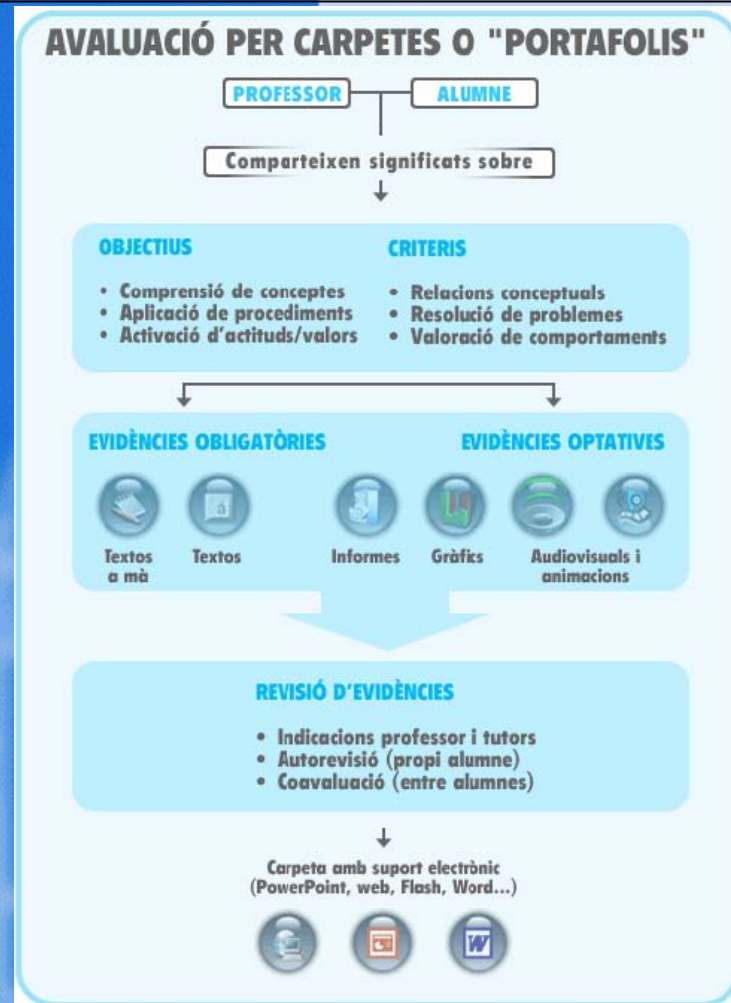 AVALUACIÓ PER CARPETES O "PORTAFOLIS"
PROFESSOR
ALUMNE
Comparteixen significats sobre
OBJECTIUS
• Comprensió de conceptes
• Aplicació de procediments
• Activació d'actituds/valors
CRITERIS
• Relacions conceptuals
• Resolució de problemes
• Valoració de comportaments
EVIDÈNCIES OBLIGATÒRIES
EVIDÈNCIES OPTATIVES
Textos
a mà
Textos
Informes
Gràfics
Audiovisuals i
animacions
REVISIÓ D'EVIDÈNCIES
• Indicacions professor i tutors
• Autorevisió (propi alumne)
• Coavaluació (entre alumnes)
Carpeta amb suport electrònic
(PowerPoint, web, Flash, Word...)